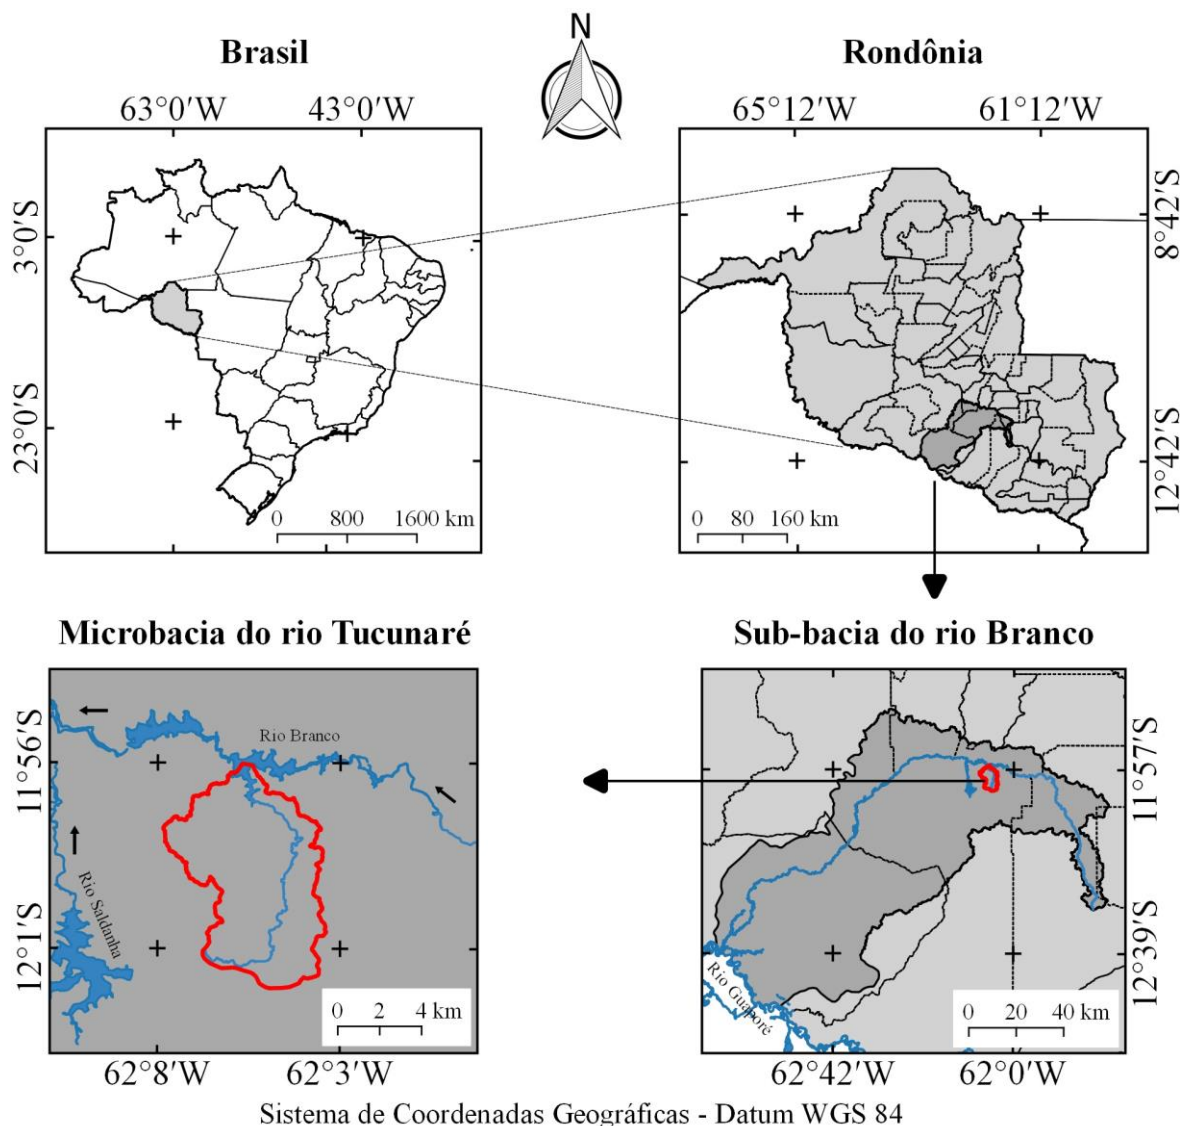 N
Brasil
63°0'W 43°0'W
3°0'S
23°0'S
0 800 1600 km
Rondônia
65°12'W 61°12'W
8°42'S
12°42'S
0 80 160 km
Microbacia do rio Tucunaré
11°56'S
12°1'S
Rio Branco
Rio Saldanha
0 2 4 km
62°8'W 62°3'W
Sub-bacia do rio Branco
11°57'S
12°39'S
Rio Guaporé
0 20 40 km
62°42'W 62°0'W
Sistema de Coordenadas Geográficas - Datum WGS 84